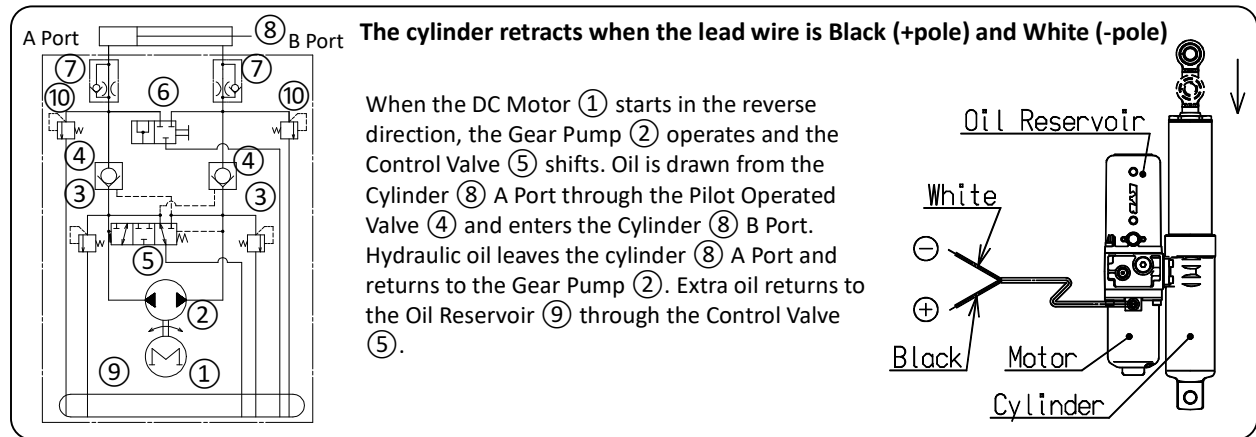 A Port
⑧
B Port
⑦
⑦
⑥
⑩
⑩
④
④
③
③
⑤
②
⑨
①
The cylinder retracts when the lead wire is Black (+pole) and White (-pole)
When the DC Motor ① starts in the reverse
direction, the Gear Pump ② operates and the
Control Valve ⑤ shifts. Oil is drawn from the
Cylinder ⑧ A Port through the Pilot Operated
Valve ④ and enters the Cylinder ⑧ B Port.
Hydraulic oil leaves the cylinder ⑧ A Port and
returns to the Gear Pump ②. Extra oil returns to
the Oil Reservoir ⑨ through the Control Valve
⑤.
Oil Reservoir
White
⊖
⊕
Black
Motor
Cylinder